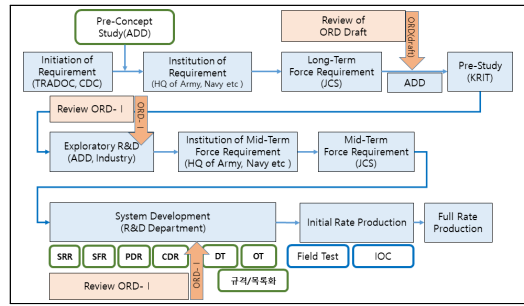 Pre-Concept
Study(ADD)
Review of
ORD Draft
ORD(draft)
Initiation of
Requirement
(TRADOC, CDC)
Institution of
Requirement
(HQ of Army, Navy etc )
Long-Term
Force Requirement
(JCS)
ADD
Pre-Study
(KRIT)
Review ORD-Ⅰ
ORD-Ⅰ
Exploratory R&D
(ADD, Industry)
Institution of Mid-Term
Force Requirement
(HQ of Army, Navy etc )
Mid-Term
Force Requirement
(JCS)
System Development
(R&D Department)
Initial Rate Production
Full Rate
Production
SRR
SFR
PDR
CDR
DT
OT
Field Test
IOC
규격/목록화
Review ORD-Ⅰ
ORD-Ⅰ